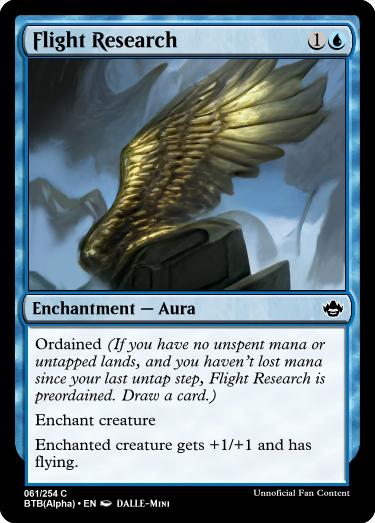 Flight Research 1
Enchantment — Aura
Ordained (If you have no unspent mana or
untapped lands, and you haven't lost mana
since your last untap step, Flight Research is
preordained. Draw a card.)
Enchant creature
Enchanted creature gets +1/+1 and has
flying.
061/254 C
BTB(Alpha) • EN DALLE-Mini
Unofficial Fan Content